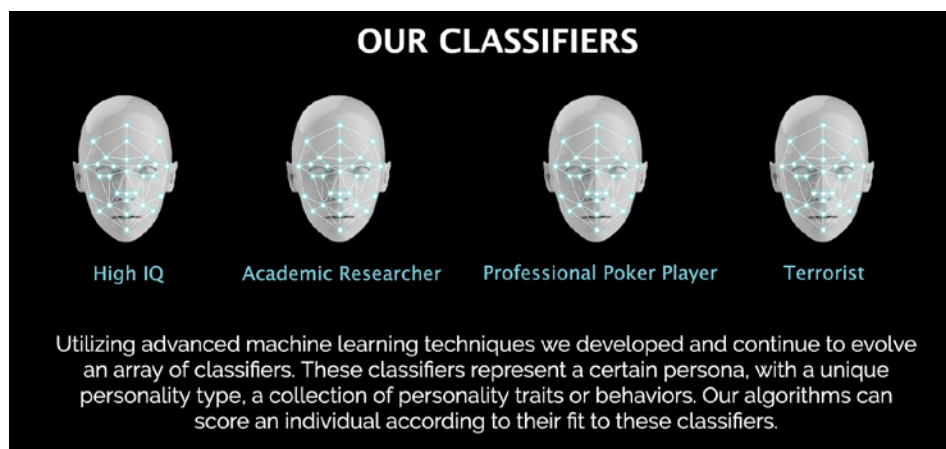 OUR CLASSIFIERS
High IQ
Academic Researcher
Professional Poker Player
Terrorist
Utilizing advanced machine learning techniques we developed and continue to evolve
an array of classifiers. These classifiers represent a certain persona, with a unique
personality type, a collection of personality traits or behaviors. Our algorithms can
score an individual according to their fit to these classifiers.